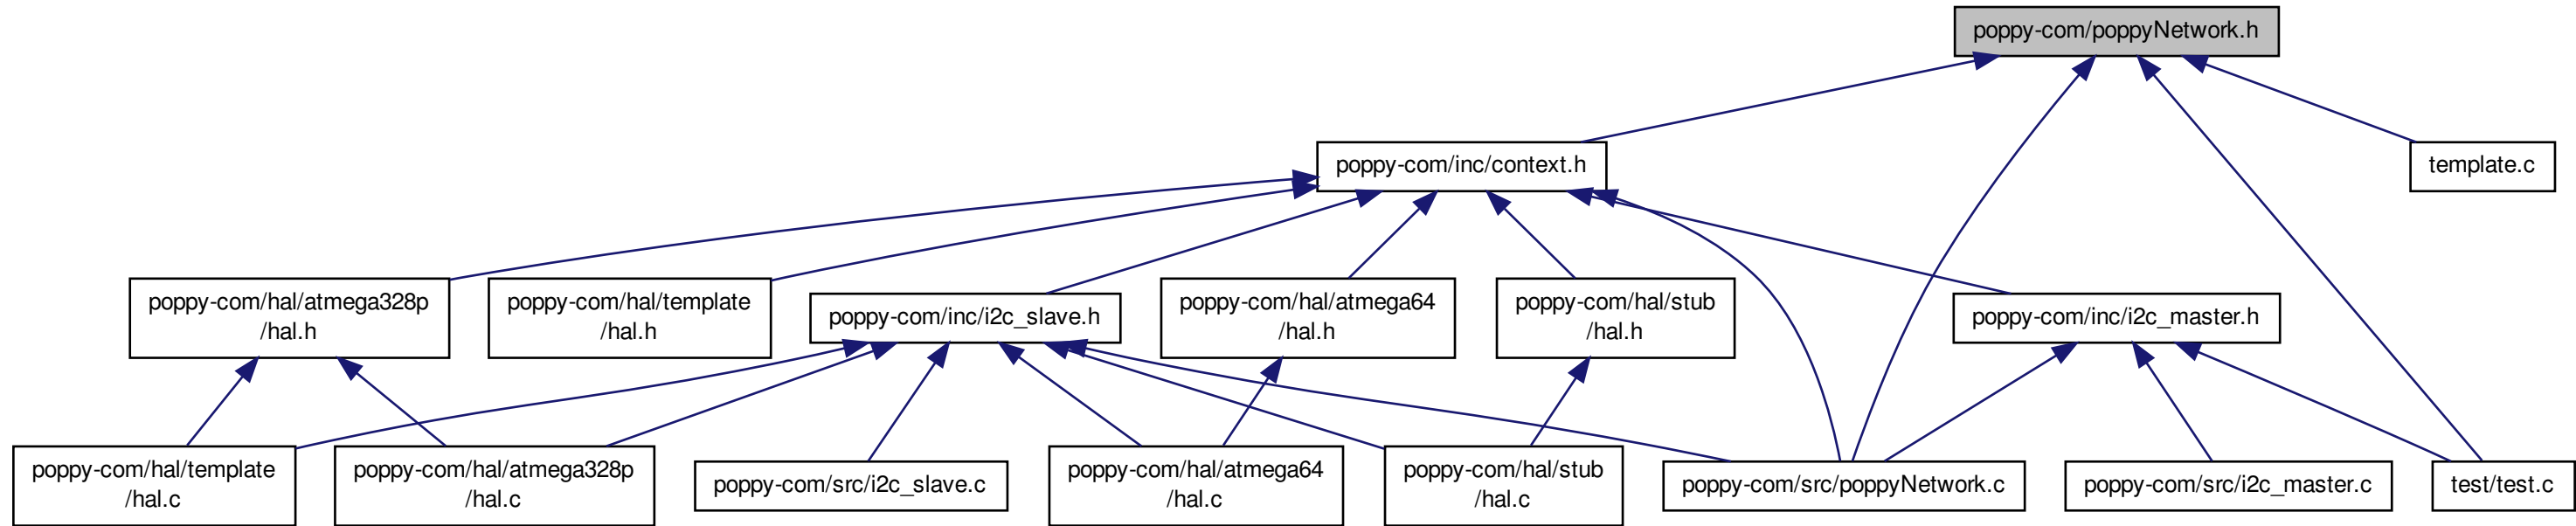 poppy-com/poppyNetwork.h
poppy-com/inc/context.h
template.c
poppy-com/hal/atmega328p
/hal.h
poppy-com/hal/template
/hal.h
poppy-com/inc/i2c_slave.h
poppy-com/hal/atmega64
/hal.h
poppy-com/hal/stub
/hal.h
poppy-com/inc/i2c_master.h
poppy-com/hal/template
/hal.c
poppy-com/hal/atmega328p
/hal.c
poppy-com/src/i2c_slave.c
poppy-com/hal/atmega64
/hal.c
poppy-com/hal/stub
/hal.c
poppy-com/src/poppyNetwork.c
poppy-com/src/i2c_master.c
test/test.c